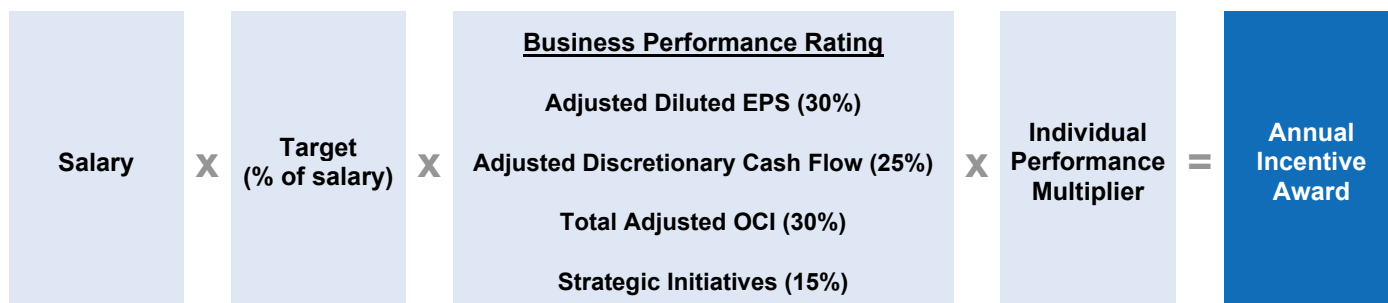 Salary
x
Target
(% of salary)
x
Business Performance Rating
Adjusted Diluted EPS (30%)
Adjusted Discretionary Cash Flow (25%)
Total Adjusted OCI (30%)
Strategic Initiatives (15%)
x
Individual
Performance
Multiplier
=
Annual
Incentive
Award